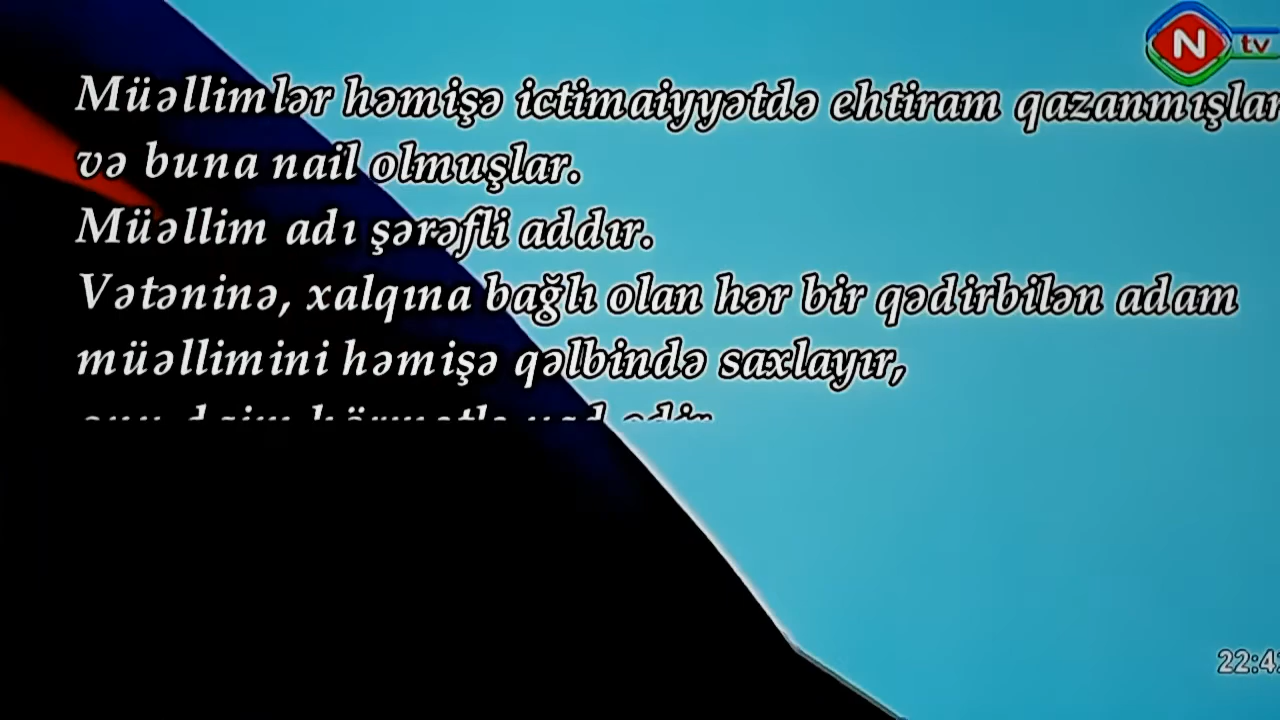 N tv
Müəllimlər həmişə ictimaiyyətdə ehtiram qazanmışlar
və buna nail olmuşlar.
Müəllim adı şərəfli addır.
Vətəninə, xalqına bağlı olan hər bir qədirbilən adam
müəllimini həmişə qəlbində saxlayır,